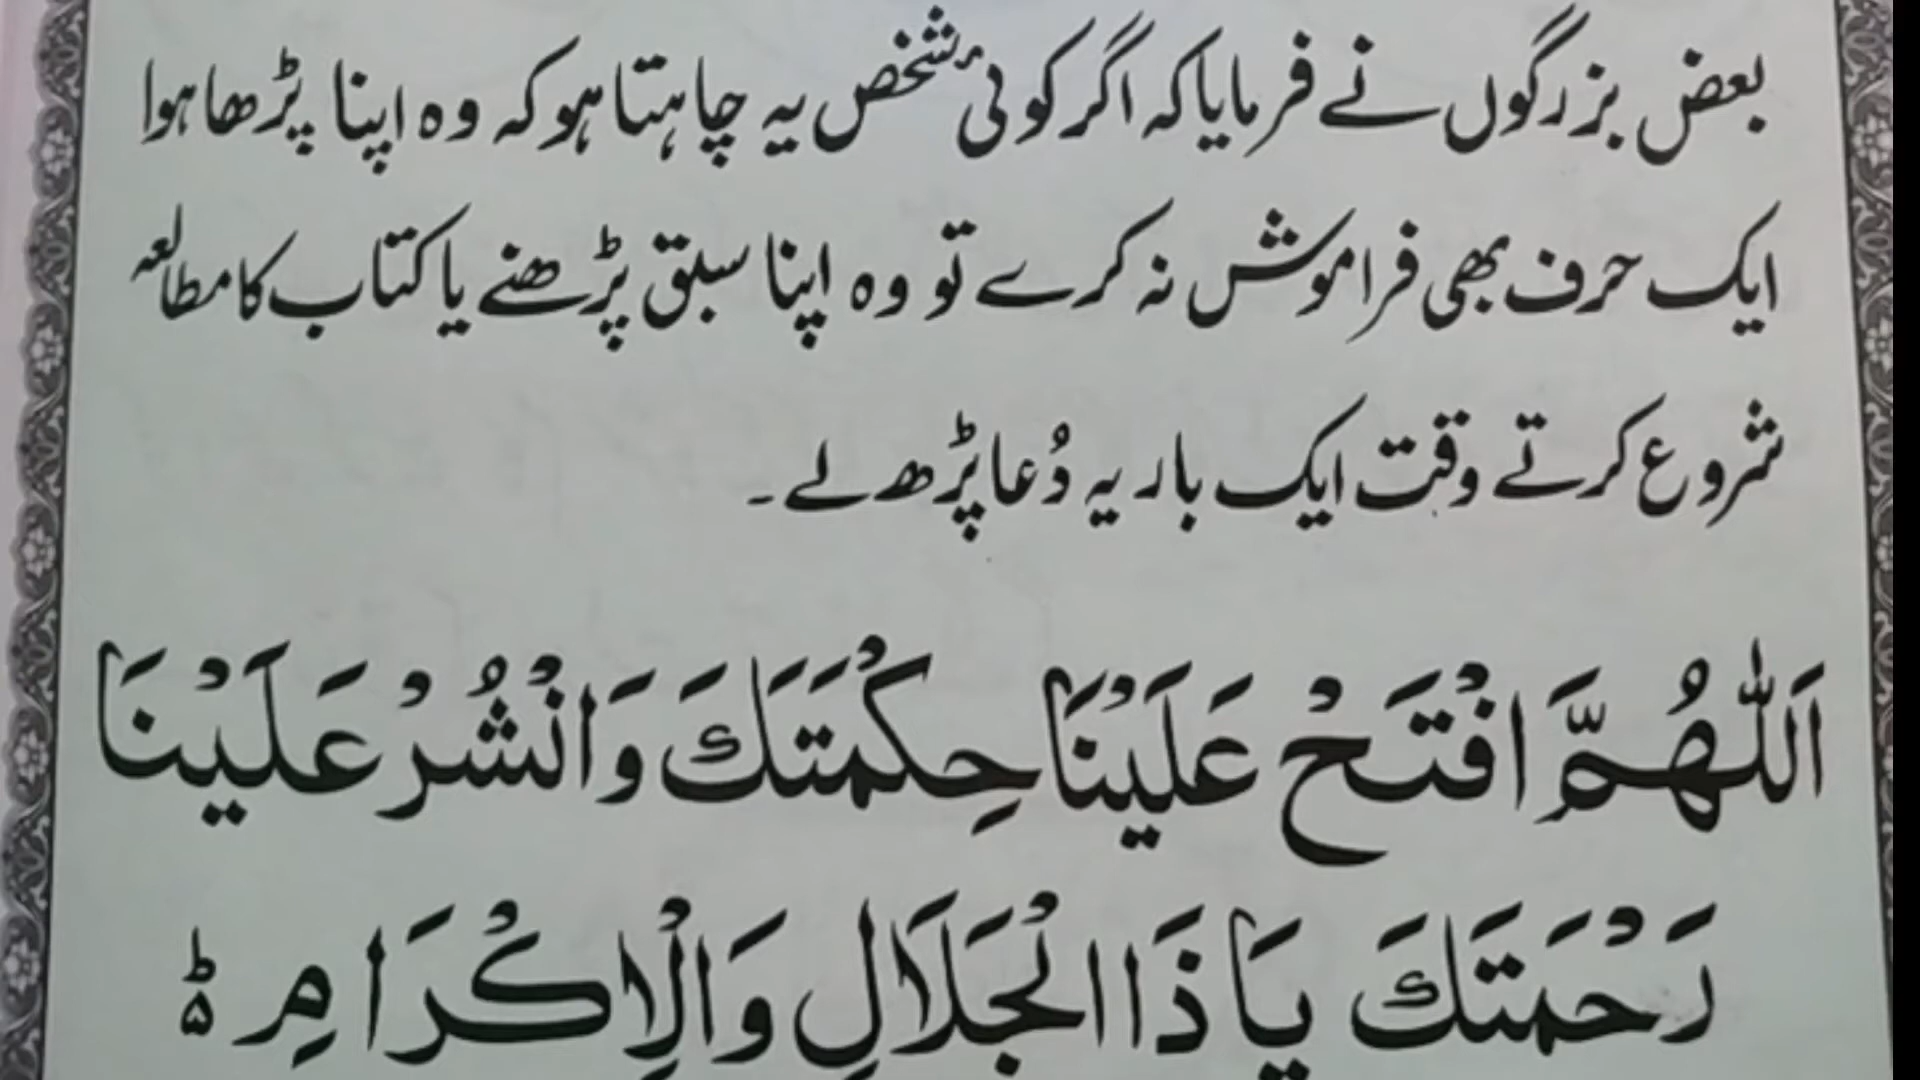 بعض بزرگوں نے فرمایا کہ اگر کوئی شخص یہ چاہتا ہو کہ وہ اپنا پڑھا ہوا
ایک حرف بھی فراموش نہ کرے تو وہ اپنا سبق پڑھنے یا کتاب کا مطالعہ
شروع کرتے وقت ایک بار یہ دُعا پڑھ لے۔
اَللّٰهُمَّ افْتَحْ عَلَيْنَا حِكْمَتَكَ وَانْشُرْ عَلَيْنَا
رَحْمَتَكَ يَا ذَاالْجَلَالِ وَالْاِكْرَامِ ؕ۵